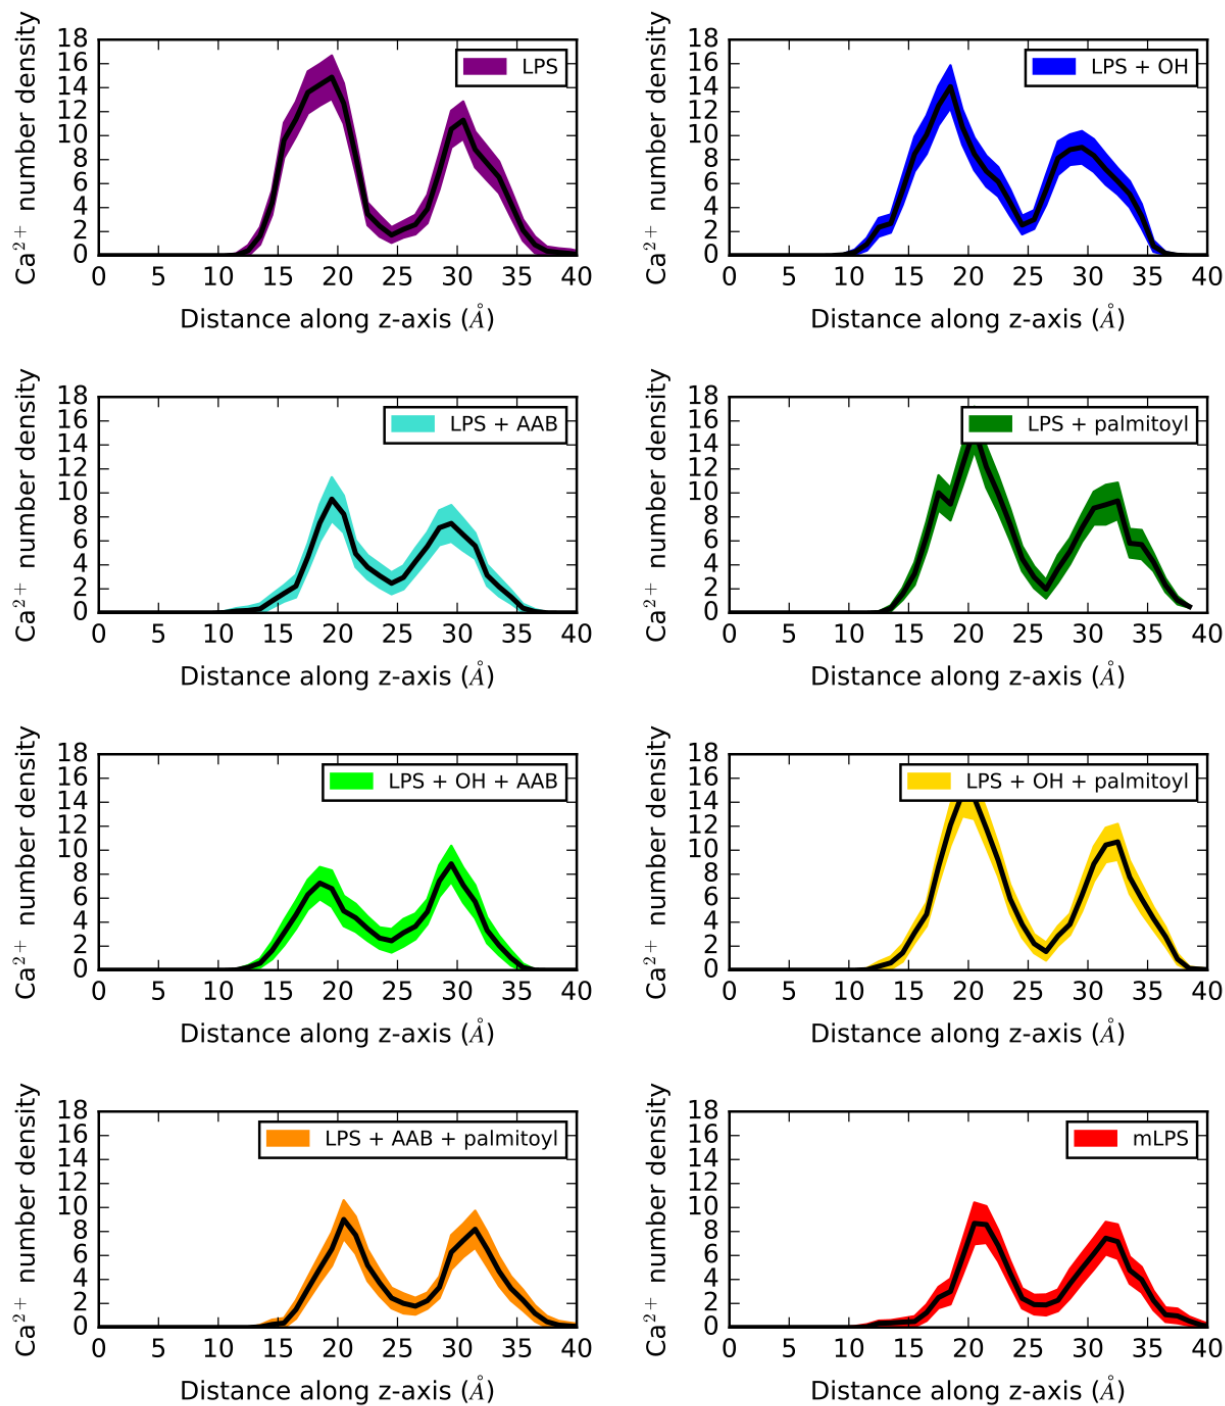 Ca²⁺ number density
18
16
14
12
10
8
6
4
2
0
LPS
0 5 10 15 20 25 30 35 40
Distance along z-axis (Å)
Ca²⁺ number density
18
16
14
12
10
8
6
4
2
0
LPS + OH
0 5 10 15 20 25 30 35 40
Distance along z-axis (Å)
Ca²⁺ number density
18
16
14
12
10
8
6
4
2
0
LPS + AAB
0 5 10 15 20 25 30 35 40
Distance along z-axis (Å)
Ca²⁺ number density
18
16
14
12
10
8
6
4
2
0
LPS + palmitoyl
0 5 10 15 20 25 30 35 40
Distance along z-axis (Å)
Ca²⁺ number density
18
16
14
12
10
8
6
4
2
0
LPS + OH + AAB
0 5 10 15 20 25 30 35 40
Distance along z-axis (Å)
Ca²⁺ number density
18
16
14
12
10
8
6
4
2
0
LPS + OH + palmitoyl
0 5 10 15 20 25 30 35 40
Distance along z-axis (Å)
Ca²⁺ number density
18
16
14
12
10
8
6
4
2
0
LPS + AAB + palmitoyl
0 5 10 15 20 25 30 35 40
Distance along z-axis (Å)
Ca²⁺ number density
18
16
14
12
10
8
6
4
2
0
mLPS
0 5 10 15 20 25 30 35 40
Distance along z-axis (Å)